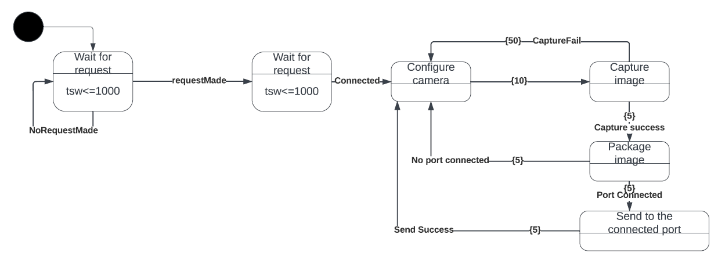 {50} CaptureFail
Wait for
request
Wait for
request
Configure
camera
Capture
image
requestMade
Connected
{10}
tsw<=1000
tsw<=1000
{5}
Capture success
NoRequestMade
Package
image
No port connected
{5}
{5}
Port Connected
Send to the
connected port
Send Success
{5}